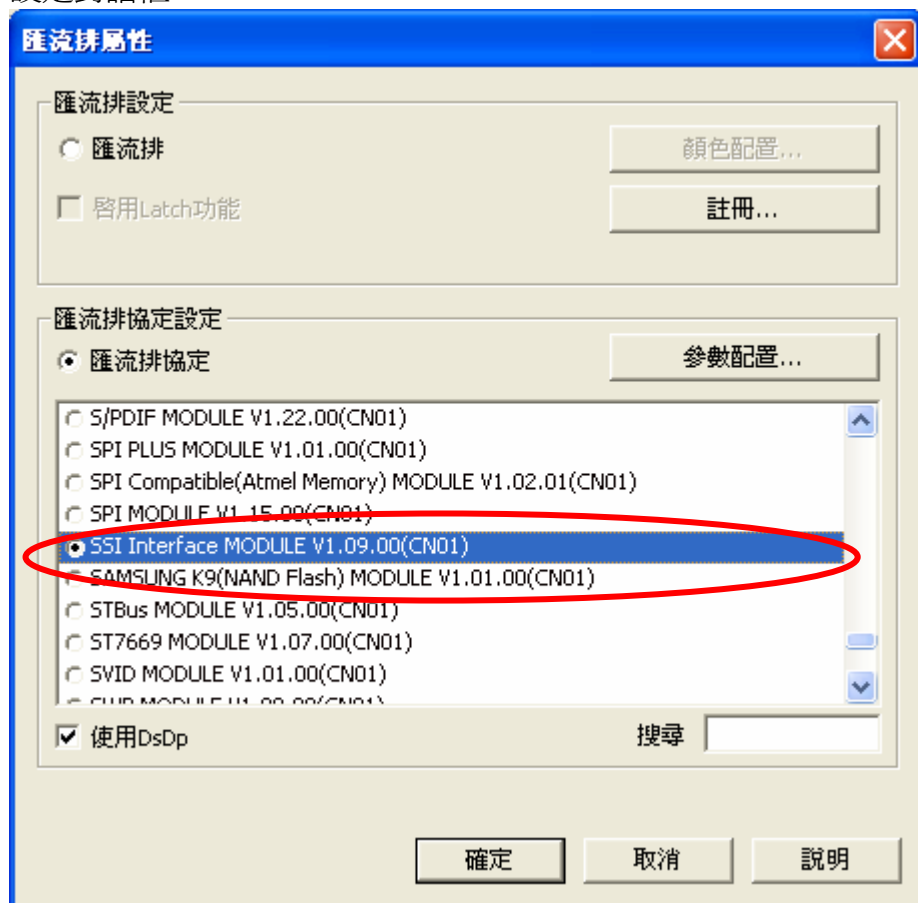 匯流排屬性
匯流排設定
匯流排
顏色配置...
啓用Latch功能
註冊...
匯流排協定設定
匯流排協定
參數配置...
S/PDIF MODULE V1.22.00(CN01)
SPI PLUS MODULE V1.01.00(CN01)
SPI Compatible(Atmel Memory) MODULE V1.02.01(CN01)
SPI MODULE V1.15.00(CN01)
SSI Interface MODULE V1.09.00(CN01)
SAMSUNG K9(NAND Flash) MODULE V1.01.00(CN01)
STBus MODULE V1.05.00(CN01)
ST7669 MODULE V1.07.00(CN01)
SVID MODULE V1.01.00(CN01)
使用DsDp
搜尋
確定
取消
說明